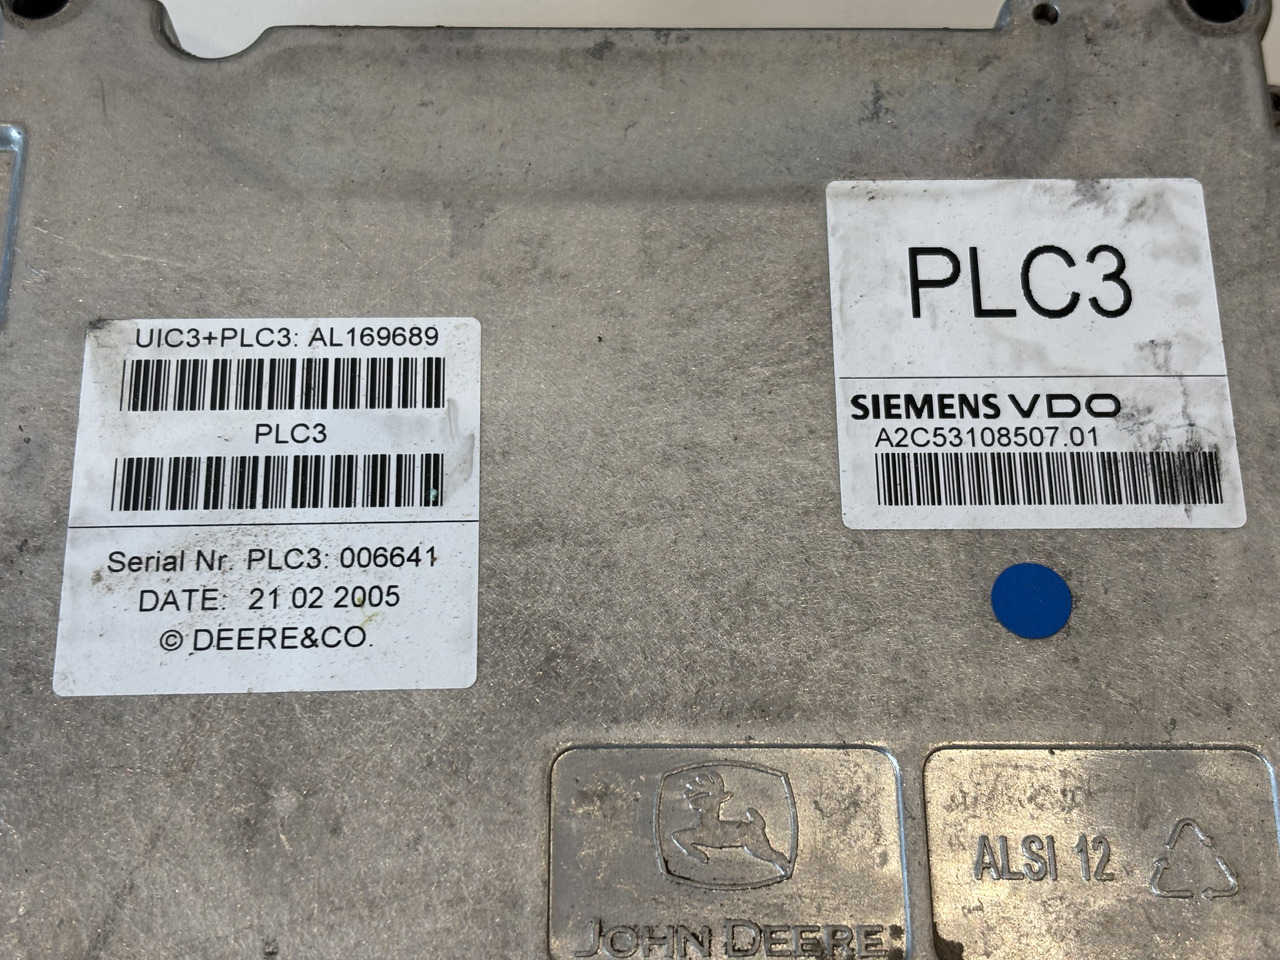 UIC3+PLC3: AL169689
PLC3
Serial Nr. PLC3: 006641
DATE: 21 02 2005
© DEERE&CO.
PLC3
SIEMENS VDO
A2C53108507.01
JOHN DEERE
ALSI 12